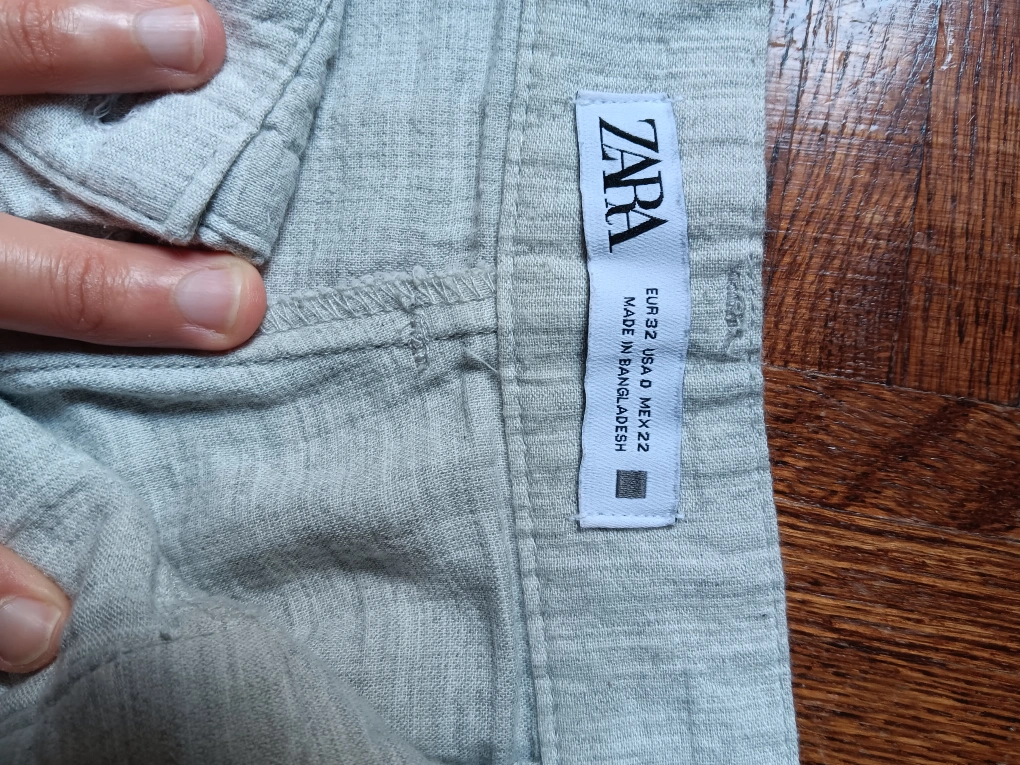 ZARA
EUR 32 USA 0 MEX 22
MADE IN BANGLADESH